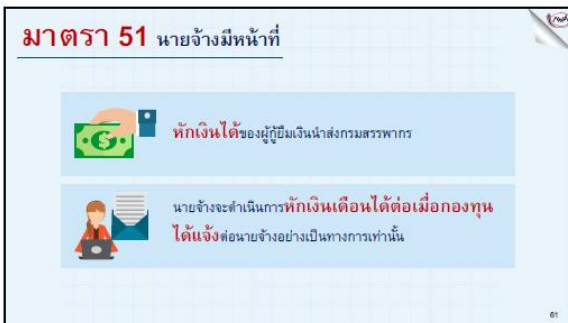 มาตรา 51 นายจ้างมีหน้าที่
หักเงินได้ของผู้กู้ยืมเงินนำส่งกรมสรรพากร
นายจ้างจะดำเนินการหักเงินเดือนได้ต่อเมื่อกองทุน
ได้แจ้งต่อนายจ้างอย่างเป็นทางการเท่านั้น
61